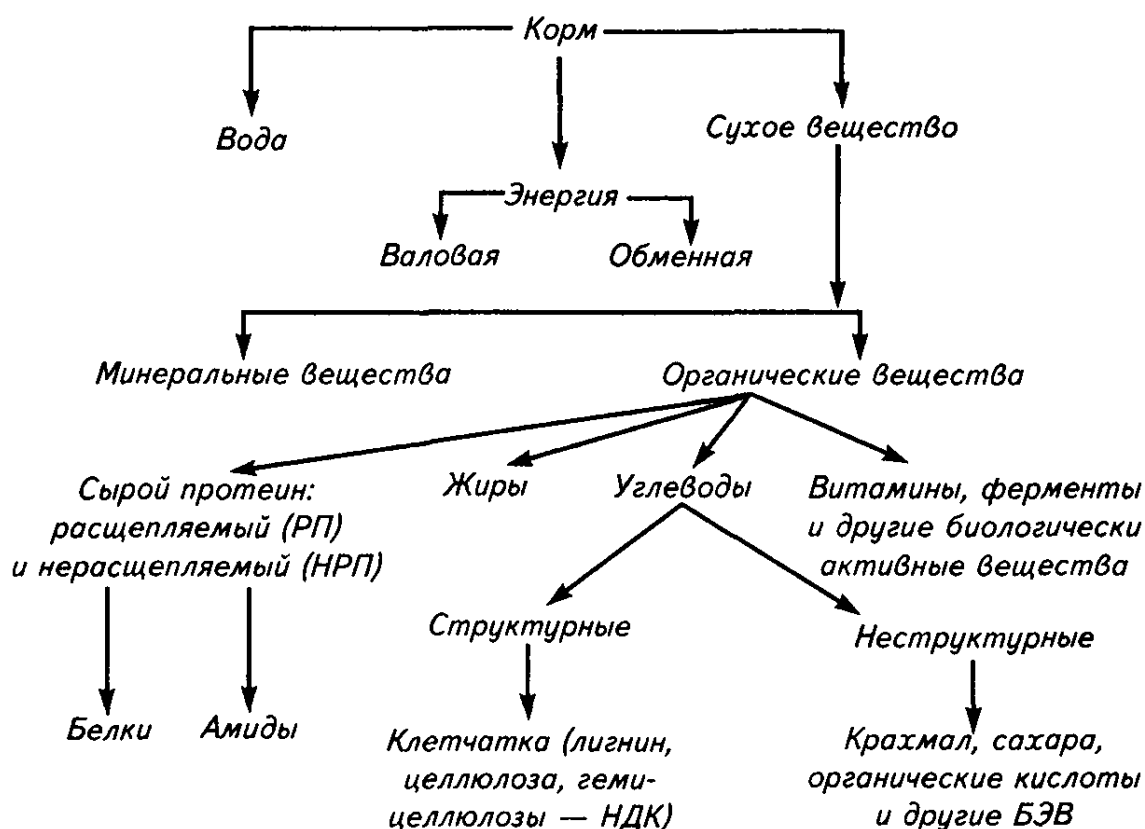 Корм
Вода
Сухое вещество
Энергия
Валовая
Обменная
Минеральные вещества
Органические вещества
Сырой протеин:
расщепляемый (РП)
и нерасщепляемый (НРП)
Жиры
Углеводы
Витамины, ферменты
и другие биологически
активные вещества
Структурные
Неструктурные
Белки
Амиды
Клетчатка (лигнин,
целлюлоза, геми-
целлюлозы — НДК)
Крахмал, сахара,
органические кислоты
и другие БЭВ